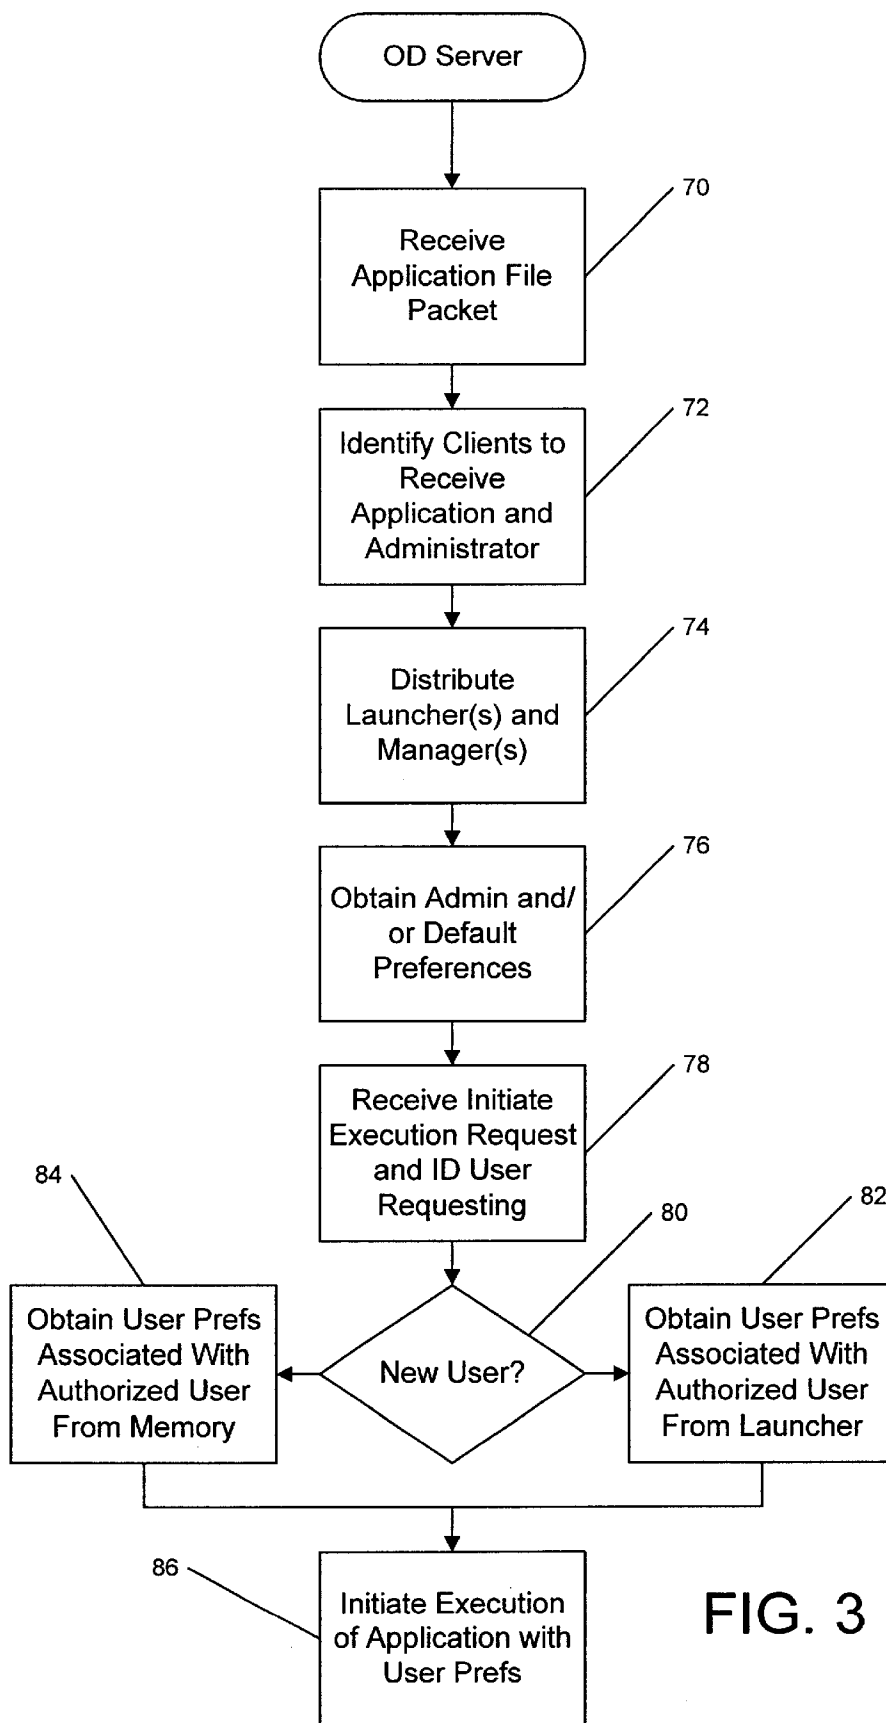 OD Server
70
Receive
Application File
Packet
72
Identify Clients to
Receive
Application and
Administrator
74
Distribute
Launcher(s) and
Manager(s)
76
Obtain Admin and/
or Default
Preferences
78
Receive Initiate
Execution Request
and ID User
Requesting
84
80
82
Obtain User Prefs
Associated With
Authorized User
From Memory
New User?
Obtain User Prefs
Associated With
Authorized User
From Launcher
86
Initiate Execution
of Application with
User Prefs
FIG. 3